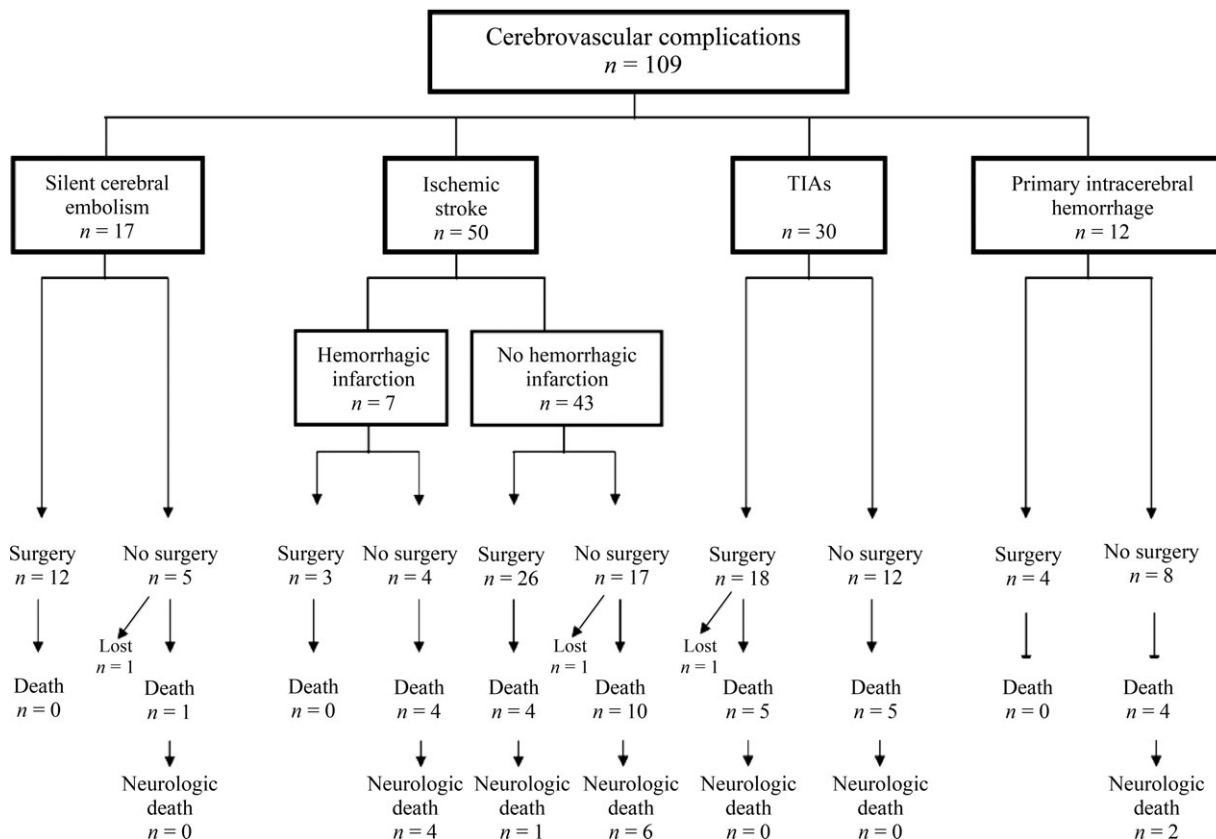 Cerebrovascular complications
n = 109
Silent cerebral
embolism
n = 17
Ischemic
stroke
n = 50
TIAs
n = 30
Primary intracerebral
hemorrhage
n = 12
Hemorrhagic
infarction
n = 7
No hemorrhagic
infarction
n = 43
Surgery
n = 12
No surgery
n = 5
Surgery
n = 3
No surgery
n = 4
Surgery
n = 26
No surgery
n = 17
Surgery
n = 18
No surgery
n = 12
Surgery
n = 4
No surgery
n = 8
Lost
n = 1
Lost
n = 1
Lost
n = 1
Death
n = 0
Death
n = 1
Death
n = 0
Death
n = 4
Death
n = 4
Death
n = 10
Death
n = 5
Death
n = 5
Death
n = 0
Death
n = 4
Neurologic
death
n = 0
Neurologic
death
n = 4
Neurologic
death
n = 1
Neurologic
death
n = 6
Neurologic
death
n = 0
Neurologic
death
n = 0
Neurologic
death
n = 2